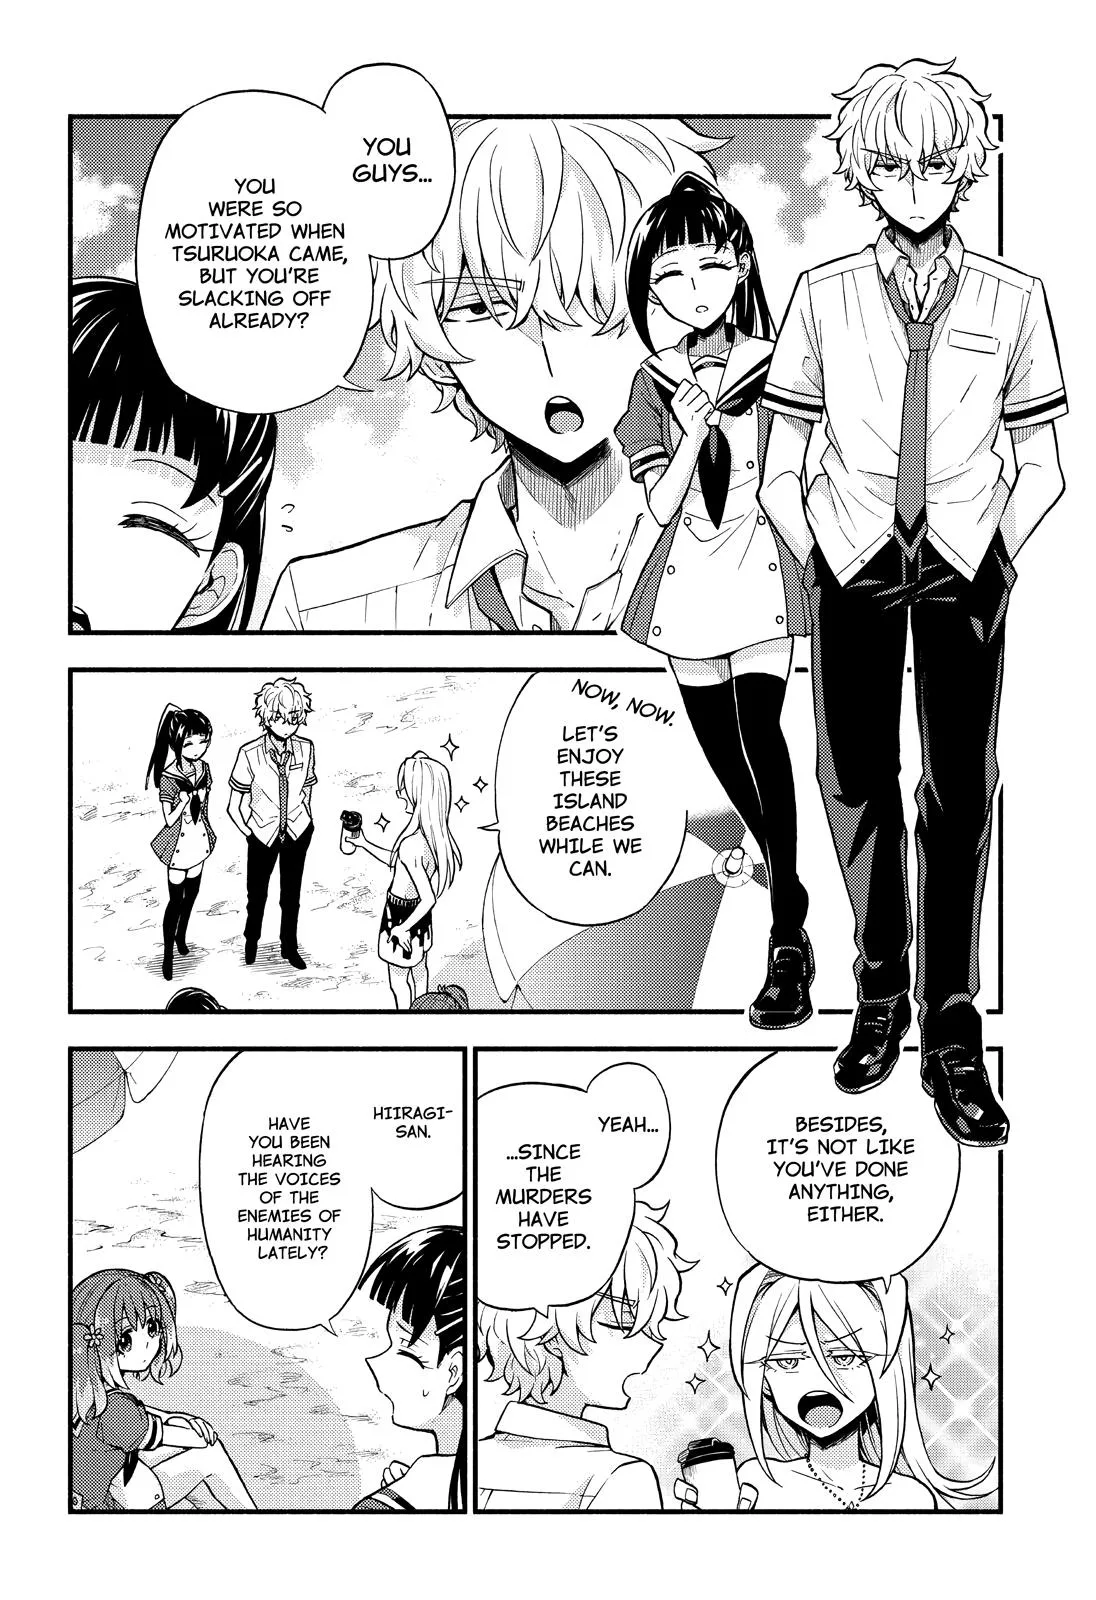 YOU
GUYS...
YOU
WERE SO
MOTIVATED WHEN
TSURUOKA CAME,
BUT YOU'RE
SLACKING OFF
ALREADY?
NOW, NOW.
LET'S
ENJOY
THESE
ISLAND
BEACHES
WHILE WE
CAN.
BESIDES,
IT'S NOT LIKE
YOU'VE DONE
ANYTHING,
EITHER.
YEAH...
...SINCE
THE
MURDERS
HAVE
STOPPED.
HIIRAGI-
SAN.
HAVE
YOU BEEN
HEARING
THE VOICES
OF THE
ENEMIES OF
HUMANITY
LATELY?